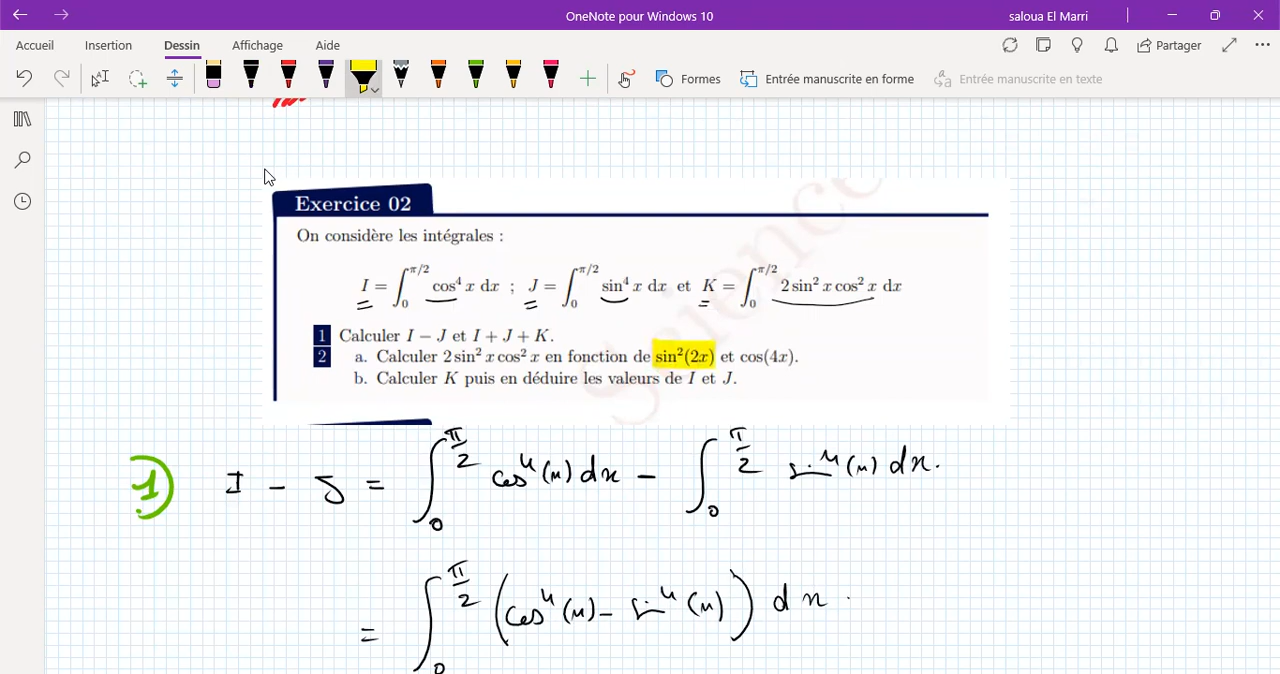 OneNote pour Windows 10
saloua El Marri
Accueil Insertion Dessin Affichage Aide
Partager
Formes Entrée manuscrite en forme Entrée manuscrite en texte
Science
Exercice 02
On considère les intégrales :
I = ∫₀^{π/2} cos⁴ x dx ; J = ∫₀^{π/2} sin⁴ x dx et K = ∫₀^{π/2} 2 sin² x cos² x dx
1 Calculer I − J et I + J + K.
2 a. Calculer 2 sin² x cos² x en fonction de sin²(2x) et cos(4x).
b. Calculer K puis en déduire les valeurs de I et J.
1) I - J = ∫₀^{π/2} cos⁴(x) dx - ∫₀^{π/2} sin⁴(x) dx.
= ∫₀^{π/2} (cos⁴(x) - sin⁴(x)) dx.